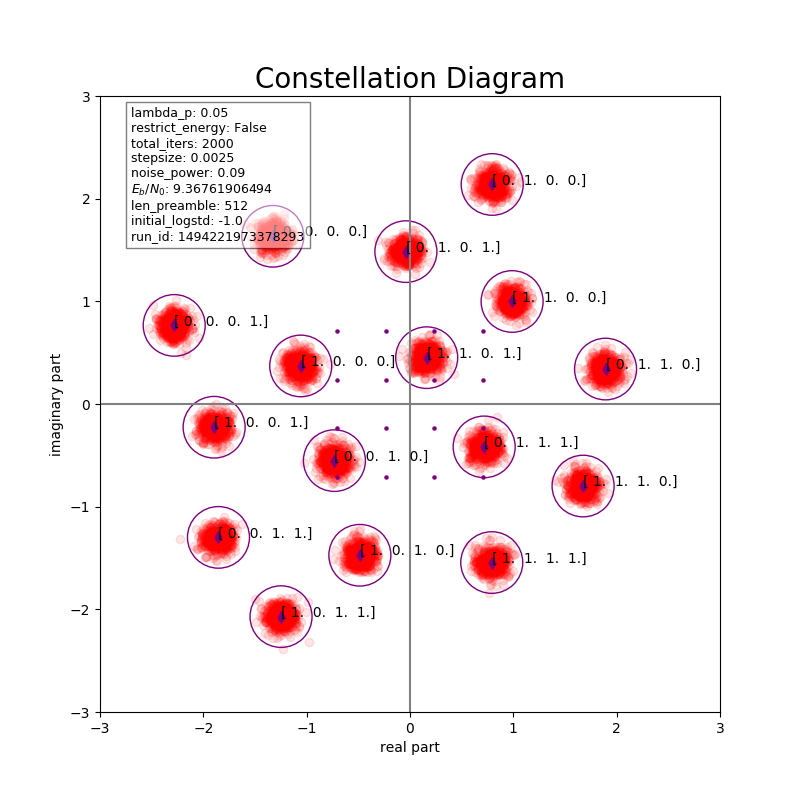 Constellation Diagram
3
lambda_p: 0.05
restrict_energy: False
total_iters: 2000
stepsize: 0.0025
noise_power: 0.09
E_b/N_0: 9.36761906494
len_preamble: 512
initial_logstd: -1.0
run_id: 1494221973378293
[ 0. 1. 0. 0.]
2
[ 0. 0. 0. 0.]
[ 0. 1. 0. 1.]
1
[ 1. 1. 0. 0.]
[ 0. 0. 0. 1.]
[ 1. 1. 0. 1.]
[ 1. 0. 0. 0.]
[ 0. 1. 1. 0.]
0
[ 1. 0. 0. 1.]
[ 0. 1. 1. 1.]
[ 0. 0. 1. 0.]
[ 1. 1. 1. 0.]
−1
[ 0. 0. 1. 1.]
[ 1. 0. 1. 0.]
[ 1. 1. 1. 1.]
−2
[ 1. 0. 1. 1.]
−3
imaginary part
−3 −2 −1 0 1 2 3
real part